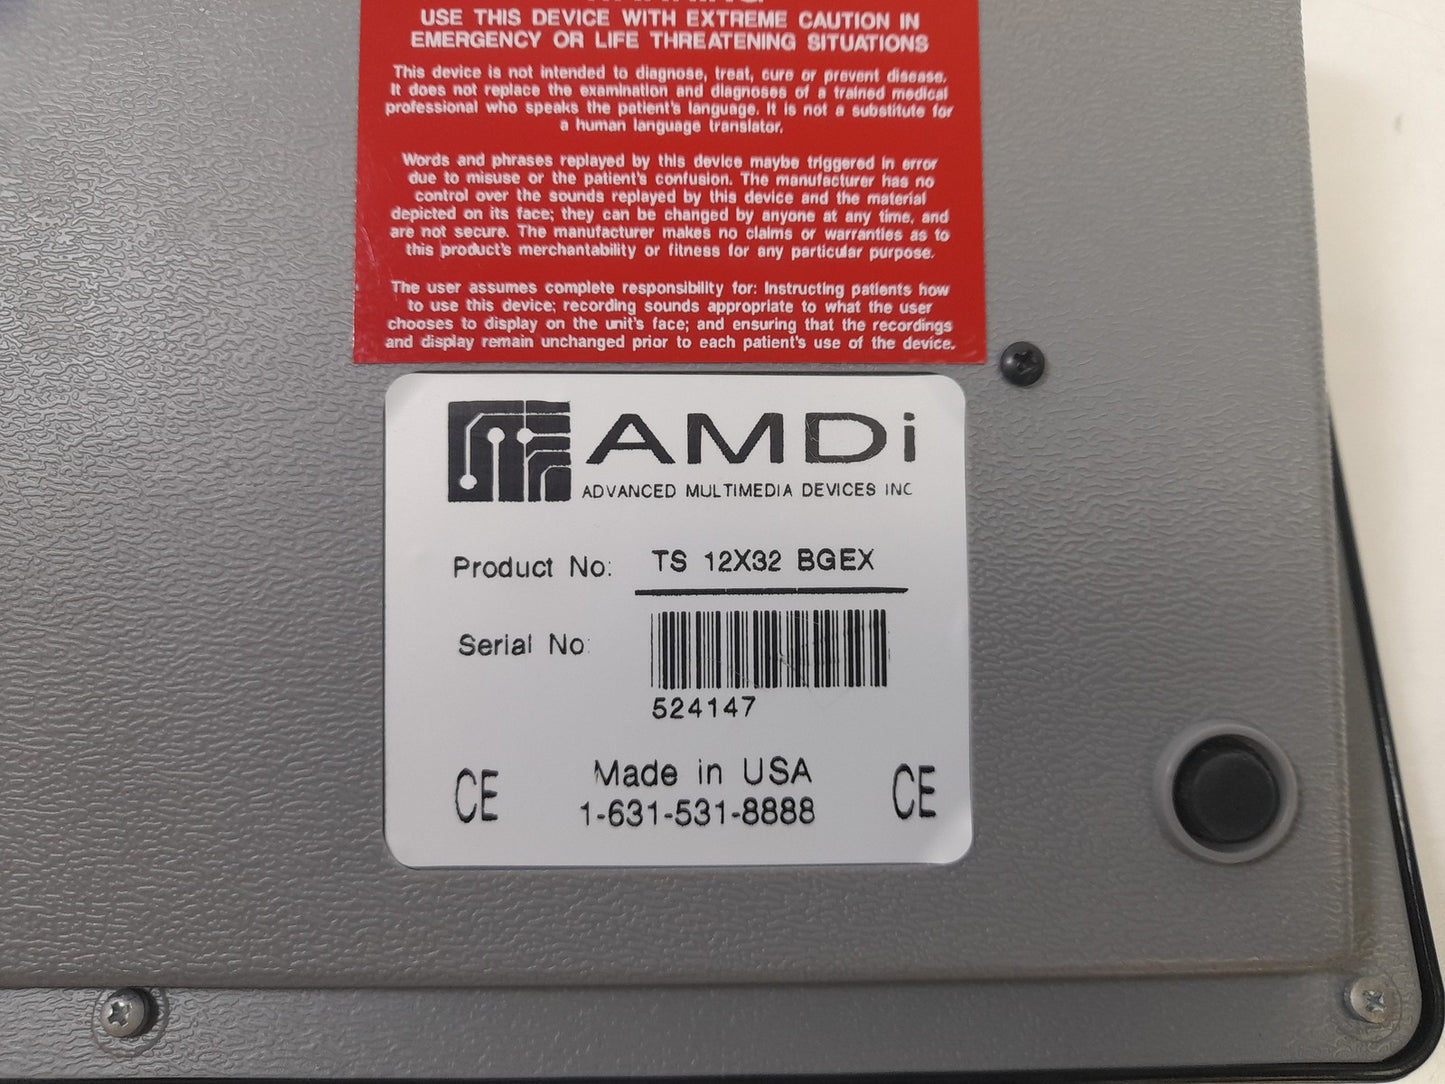 USE THIS DEVICE WITH EXTREME CAUTION IN
EMERGENCY OR LIFE THREATENING SITUATIONS
This device is not intended to diagnose, treat, cure or prevent disease.
It does not replace the examination and diagnoses of a trained medical
professional who speaks the patient's language. It is not a substitute for
a human language translator.
Words and phrases replayed by this device maybe triggered in error
due to misuse or the patient's confusion. The manufacturer has no
control over the sounds replayed by this device and the material
depicted on its face; they can be changed by anyone at any time, and
are not secure. The manufacturer makes no claims or warranties as to
this product's merchantability or fitness for any particular purpose.
The user assumes complete responsibility for: Instructing patients how
to use this device; recording sounds appropriate to what the user
chooses to display on the unit's face; and ensuring that the recordings
and display remain unchanged prior to each patient's use of the device.
AMDi
ADVANCED MULTIMEDIA DEVICES INC
Product No: TS 12X32 BGEX
Serial No:
524147
CE Made in USA CE
1-631-531-8888